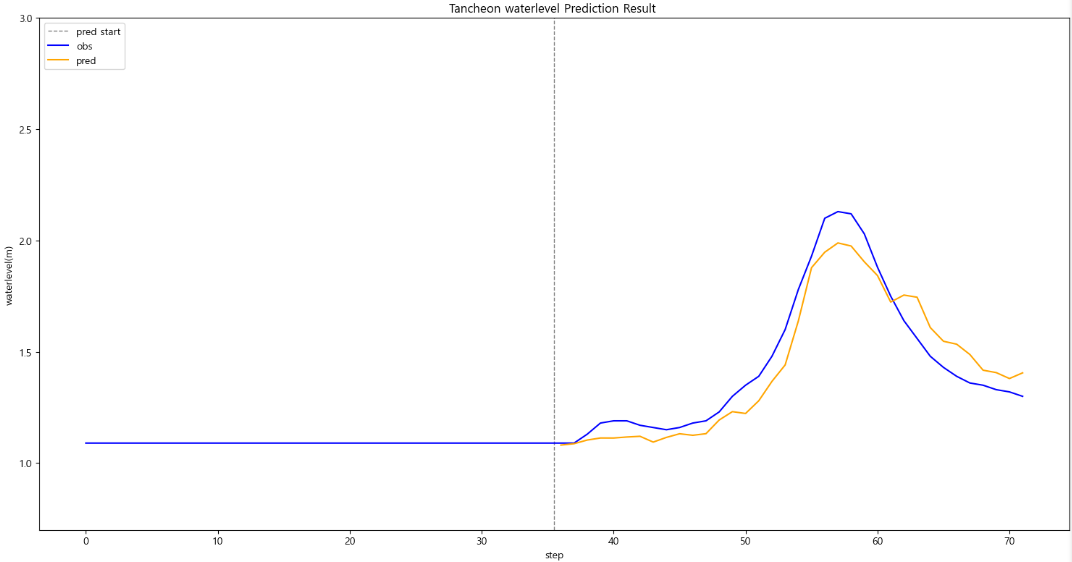 Tancheon waterlevel Prediction Result
pred start
obs
pred
3.0
2.5
2.0
1.5
1.0
waterlevel(m)
0 10 20 30 40 50 60 70
step